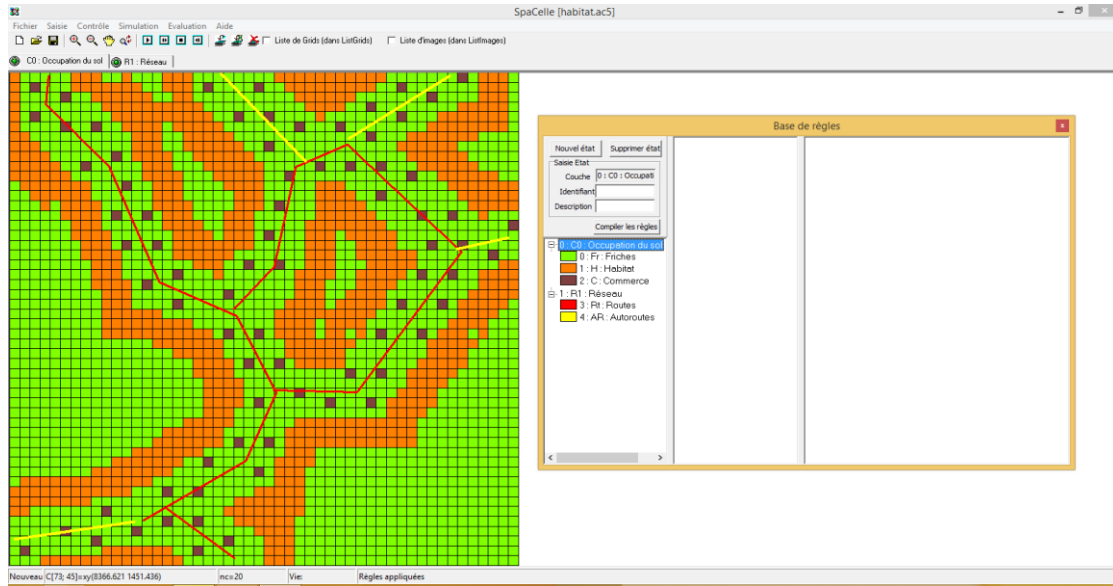 SpaCelle [habitat.ac5]
Fichier Saisie Contrôle Simulation Evaluation Aide
Liste de Grids (dans ListGrids) Liste d'images (dans ListImages)
C0 : Occupation du sol R1 : Réseau
Base de règles
Nouvel état Supprimer état
Saisie Etat
Couche 0 : C0 : Occupati
Identifiant
Description
Compiler les règles
0 : C0 : Occupation du sol
0 : Fr : Friches
1 : H : Habitat
2 : C : Commerce
1 : R1 : Réseau
3 : Rt : Routes
4 : AR : Autoroutes
Nouveau C[73; 45]=xy(8366.621 1451.436) nc=20 Vie: Règles appliquées